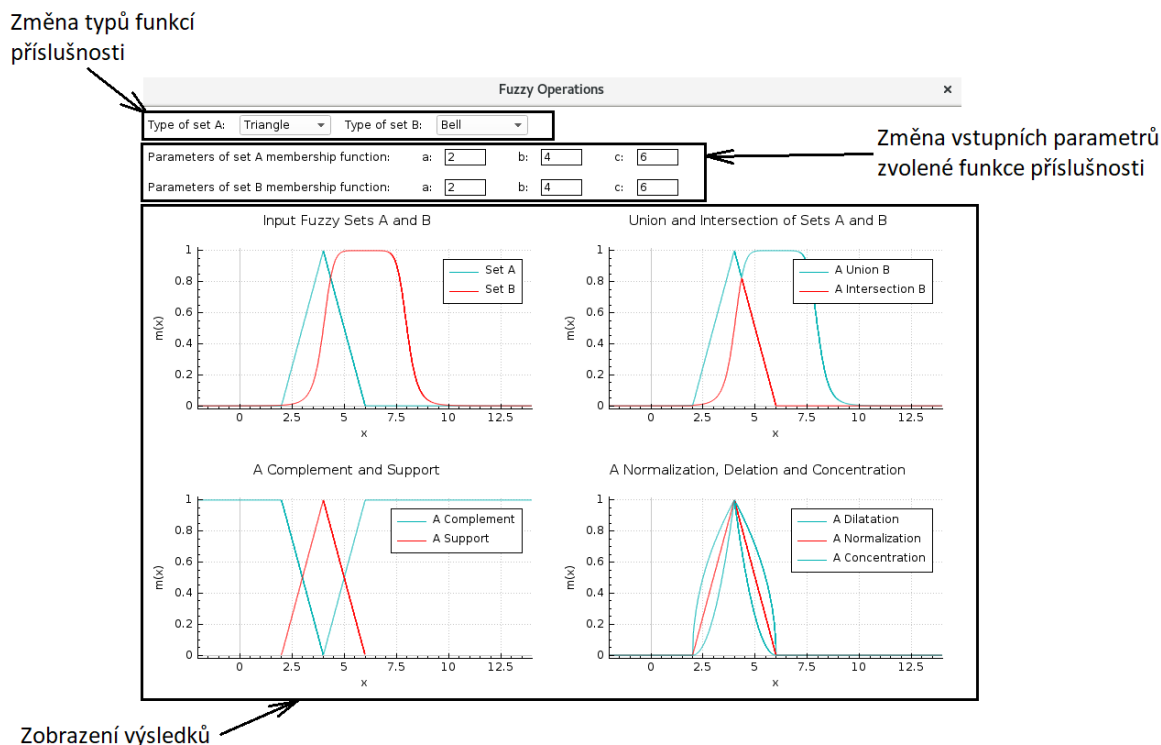 Změna typů funkcí
příslušnosti
Fuzzy Operations
×
Type of set A: Triangle Type of set B: Bell
Parameters of set A membership function: a: 2 b: 4 c: 6
Parameters of set B membership function: a: 2 b: 4 c: 6
Změna vstupních parametrů
zvolené funkce příslušnosti
Input Fuzzy Sets A and B
1
0.8
0.6
0.4
0.2
0
m(x)
Set A
Set B
0 2.5 5 7.5 10 12.5
x
Union and Intersection of Sets A and B
1
0.8
0.6
0.4
0.2
0
m(x)
A Union B
A Intersection B
0 2.5 5 7.5 10 12.5
x
A Complement and Support
1
0.8
0.6
0.4
0.2
0
m(x)
A Complement
A Support
0 2.5 5 7.5 10 12.5
x
A Normalization, Delation and Concentration
1
0.8
0.6
0.4
0.2
0
m(x)
A Dilatation
A Normalization
A Concentration
0 2.5 5 7.5 10 12.5
x
Zobrazení výsledků